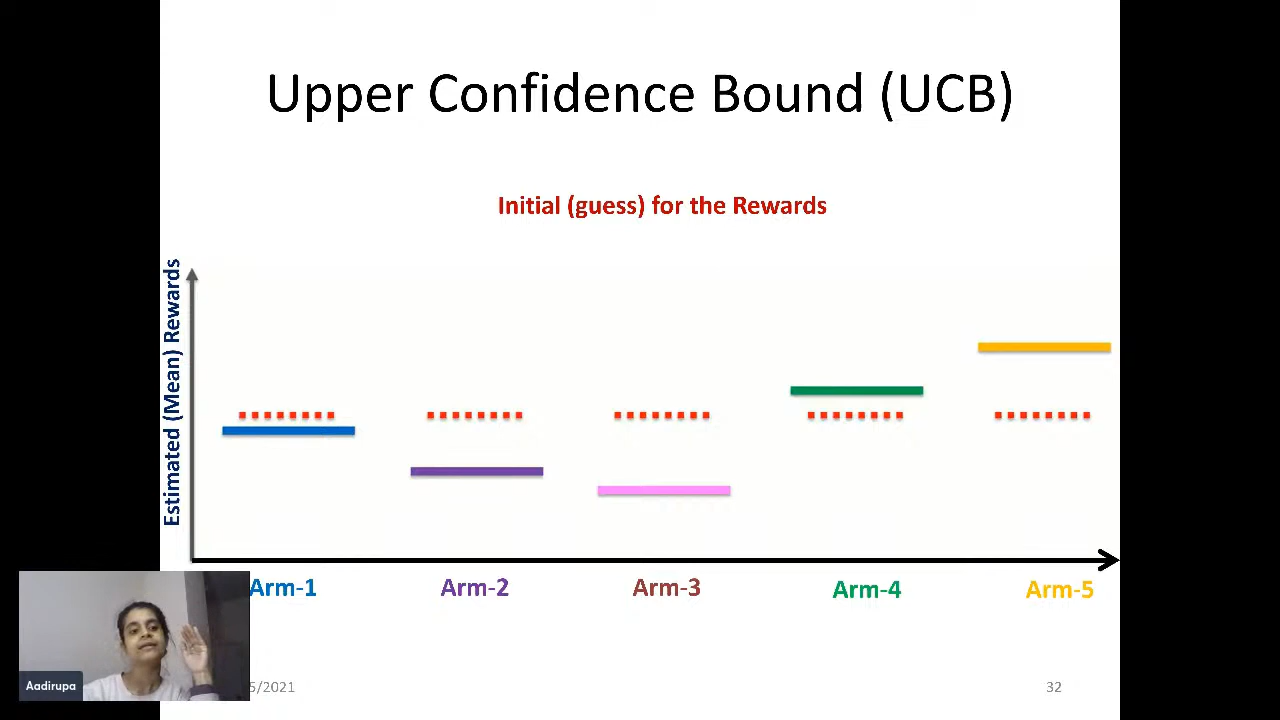 Upper Confidence Bound (UCB)
Initial (guess) for the Rewards
Estimated (Mean) Rewards
Arm-1
Arm-2
Arm-3
Arm-4
Arm-5
Aadirupa
5/2021
32